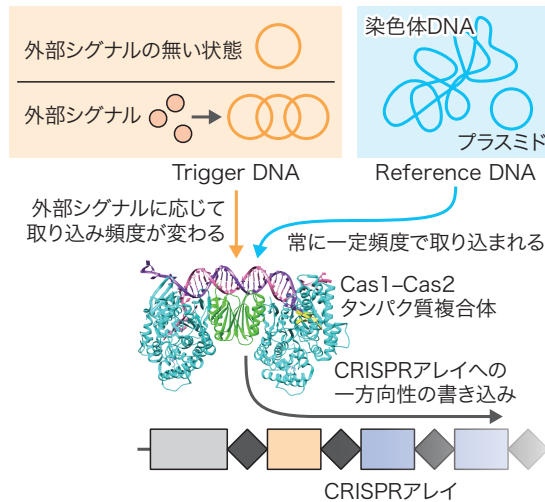 外部シグナルの無い状態
外部シグナル
Trigger DNA
染色体DNA
プラスミド
Reference DNA
外部シグナルに応じて
取り込み頻度が変わる
常に一定頻度で取り込まれる
Cas1–Cas2
タンパク質複合体
CRISPRアレイへの
一方向性の書き込み
CRISPRアレイ